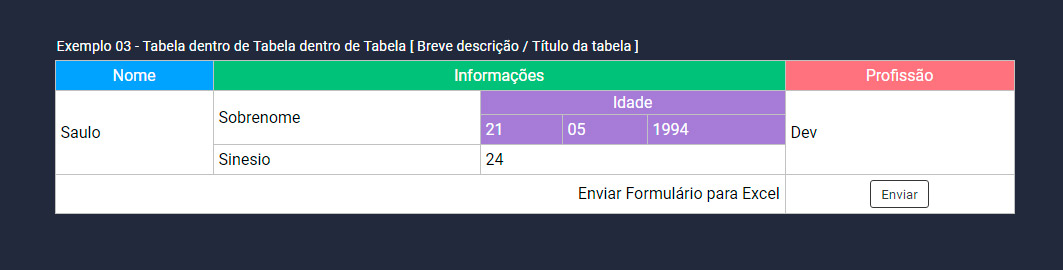 Exemplo 03 - Tabela dentro de Tabela dentro de Tabela [ Breve descrição / Título da tabela ]
Nome Informações Profissão
Saulo Sobrenome Idade Dev
21 05 1994
Sinesio 24
Enviar Formulário para Excel Enviar